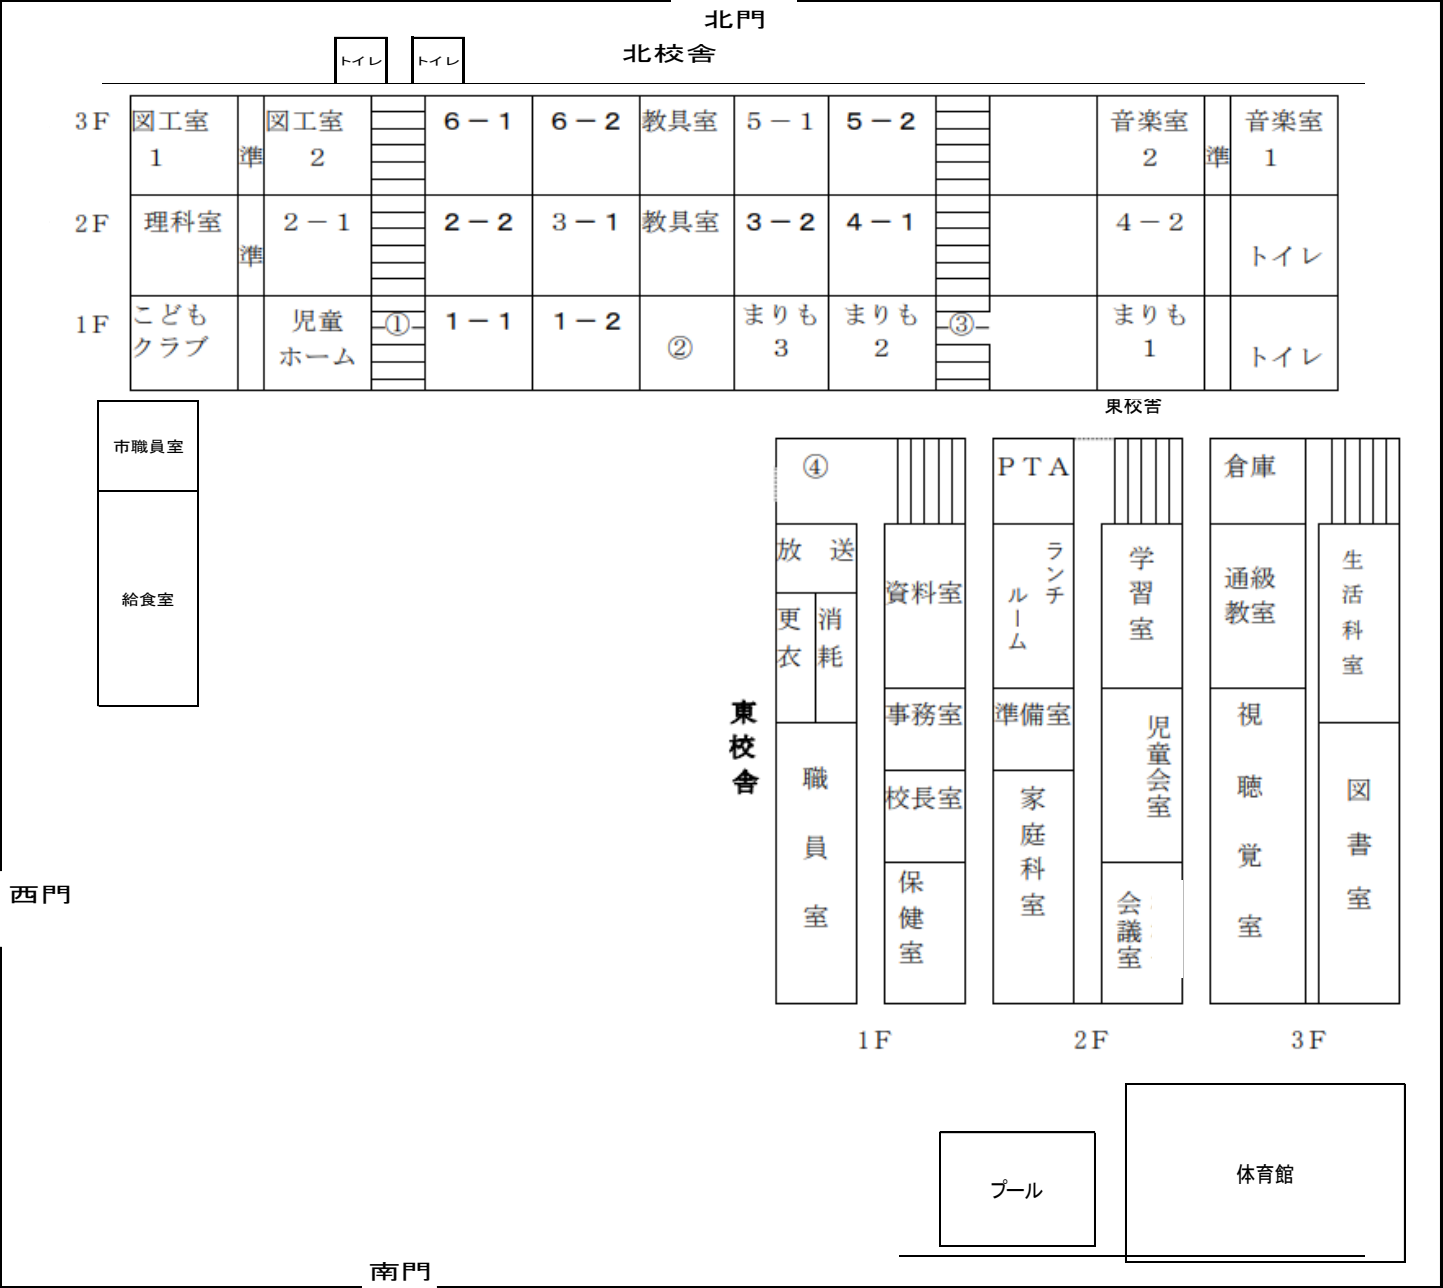 北門
北校舎
トイレ トイレ
3F 図工室 図工室 6－1 6－2 教具室 5－1 5－2 音楽室 音楽室
1 準 2 2 準 1
2F 理科室 2－1 2－2 3－1 教具室 3－2 4－1 4－2
準 トイレ
1F こども 児童 ① 1－1 1－2 まりも まりも ③ まりも
クラブ ホーム ② 3 2 1 トイレ
東校舎
市職員室
給食室
東校舎
④
放 送
更衣
消耗
職員室
資料室
事務室
校長室
保健室
1F
PTA
ランチ
ルーム
準備室
家庭科室
学習室
児童会室
会議室
2F
倉庫
通級
教室
視聴覚室
生活科室
図書室
3F
西門
プール
体育館
南門